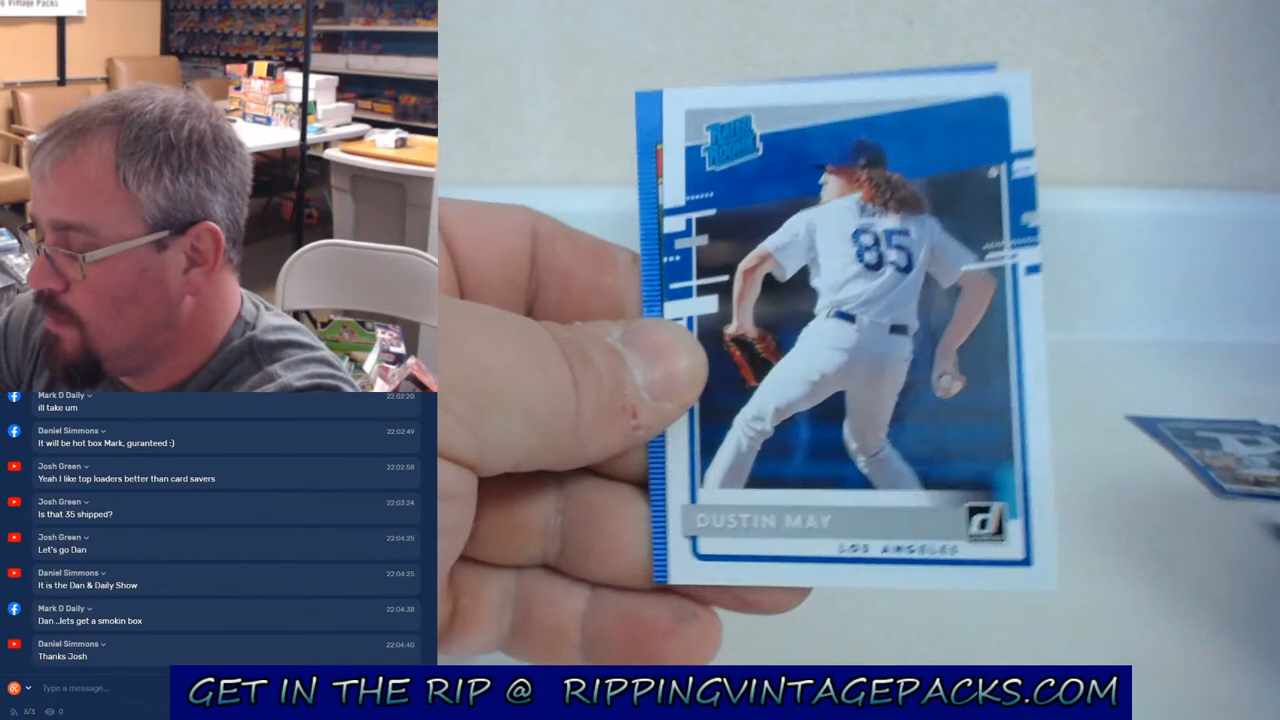 g Vintage Packs
RATED
ROOKIE
85
DUSTIN MAY
LOS ANGELES
Mark D Daily 22:02:20
ill take um
Daniel Simmons 22:02:49
It will be hot box Mark, guranteed :)
Josh Green 22:02:58
Yeah I like top loaders better than card savers
Josh Green 22:03:24
Is that 35 shipped?
Josh Green 22:04:25
Let's go Dan
Daniel Simmons 22:04:25
It is the Dan & Daily Show
Mark D Daily 22:04:38
Dan ..lets get a smokin box
Daniel Simmons 22:04:40
Thanks Josh
Type a message...
3/3 0
GET IN THE RIP @ RIPPINGVINTAGEPACKS.COM